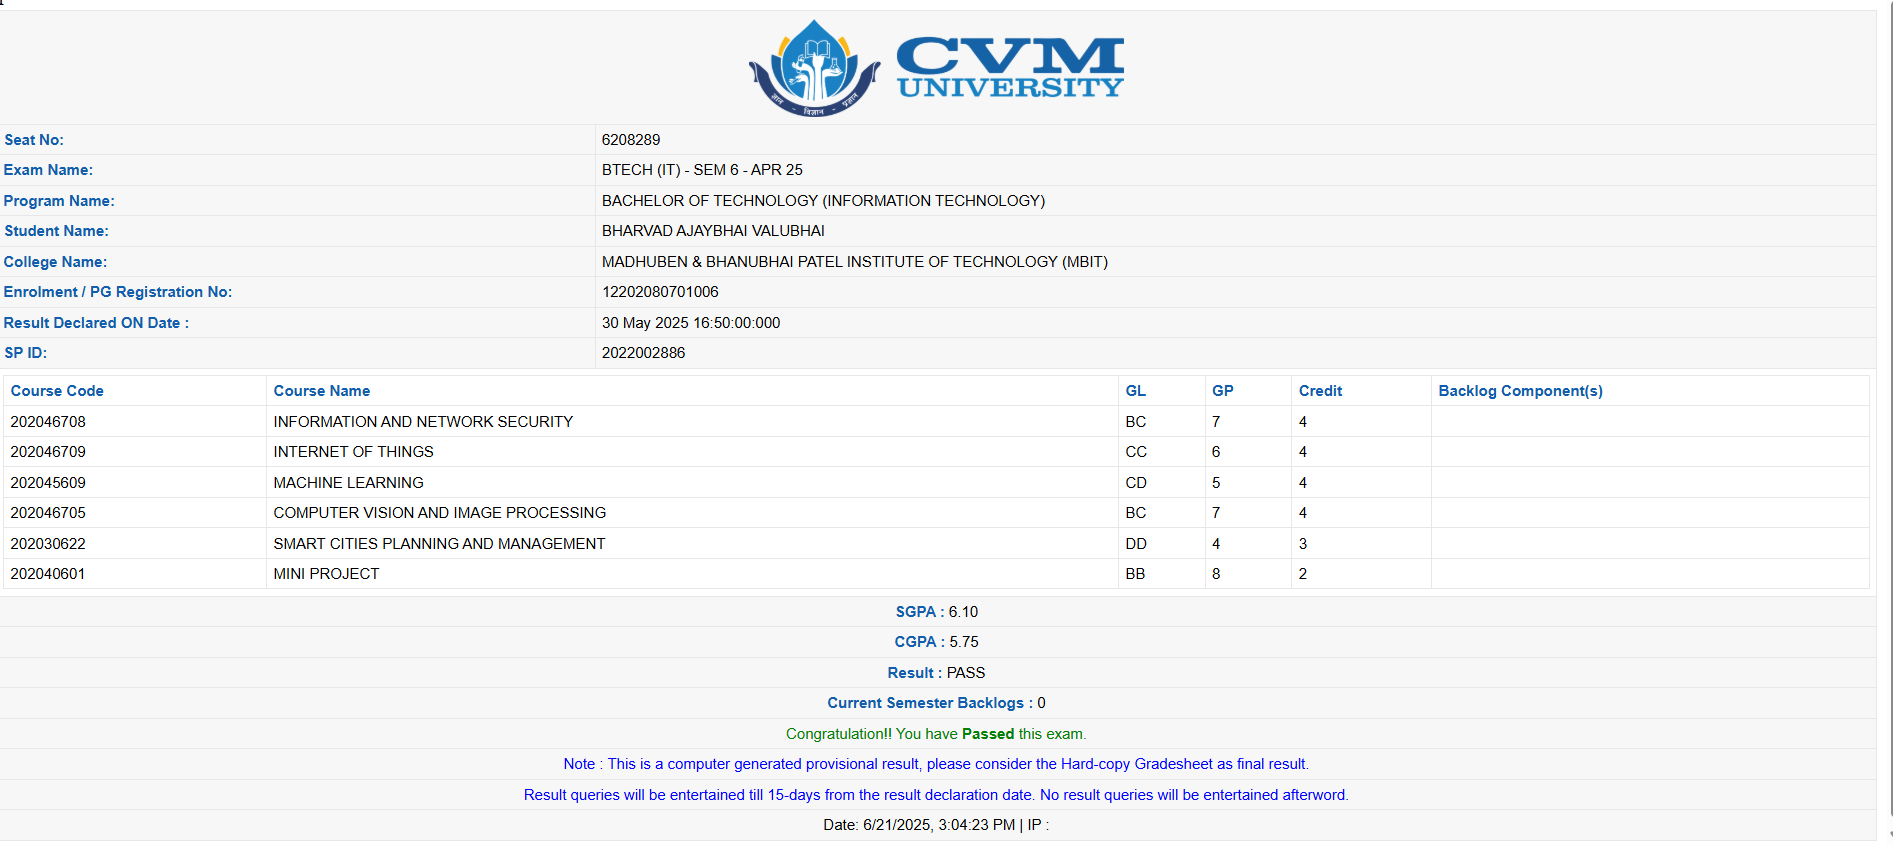 ज्ञान - विज्ञान - प्रज्ञान
CVM
UNIVERSITY
Seat No: 6208289
Exam Name: BTECH (IT) - SEM 6 - APR 25
Program Name: BACHELOR OF TECHNOLOGY (INFORMATION TECHNOLOGY)
Student Name: BHARVAD AJAYBHAI VALUBHAI
College Name: MADHUBEN & BHANUBHAI PATEL INSTITUTE OF TECHNOLOGY (MBIT)
Enrolment / PG Registration No: 12202080701006
Result Declared ON Date : 30 May 2025 16:50:00:000
SP ID: 2022002886
Course Code Course Name GL GP Credit Backlog Component(s)
202046708 INFORMATION AND NETWORK SECURITY BC 7 4
202046709 INTERNET OF THINGS CC 6 4
202045609 MACHINE LEARNING CD 5 4
202046705 COMPUTER VISION AND IMAGE PROCESSING BC 7 4
202030622 SMART CITIES PLANNING AND MANAGEMENT DD 4 3
202040601 MINI PROJECT BB 8 2
SGPA : 6.10
CGPA : 5.75
Result : PASS
Current Semester Backlogs : 0
Congratulation!! You have Passed this exam.
Note : This is a computer generated provisional result, please consider the Hard-copy Gradesheet as final result.
Result queries will be entertained till 15-days from the result declaration date. No result queries will be entertained afterword.
Date: 6/21/2025, 3:04:23 PM | IP :